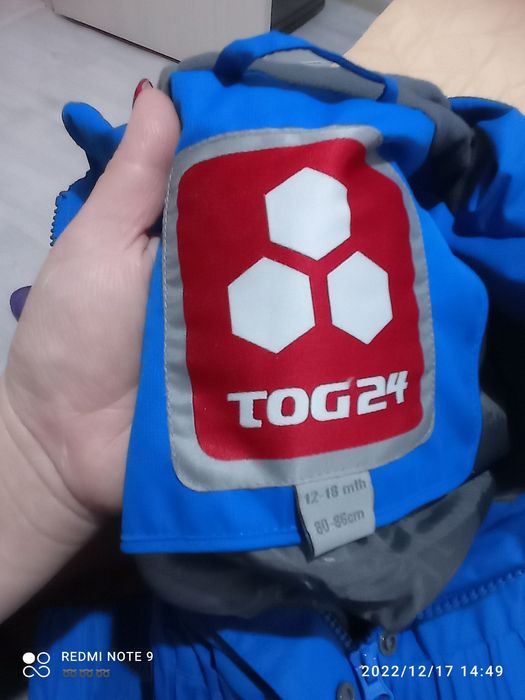 TOG24
12-18 mth
80-86cm
REDMI NOTE 9
2022/12/17 14:49